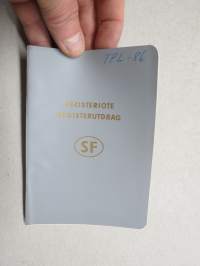 TPL-86
REKISTERIOTE
REGISTERUTDRAG
SF